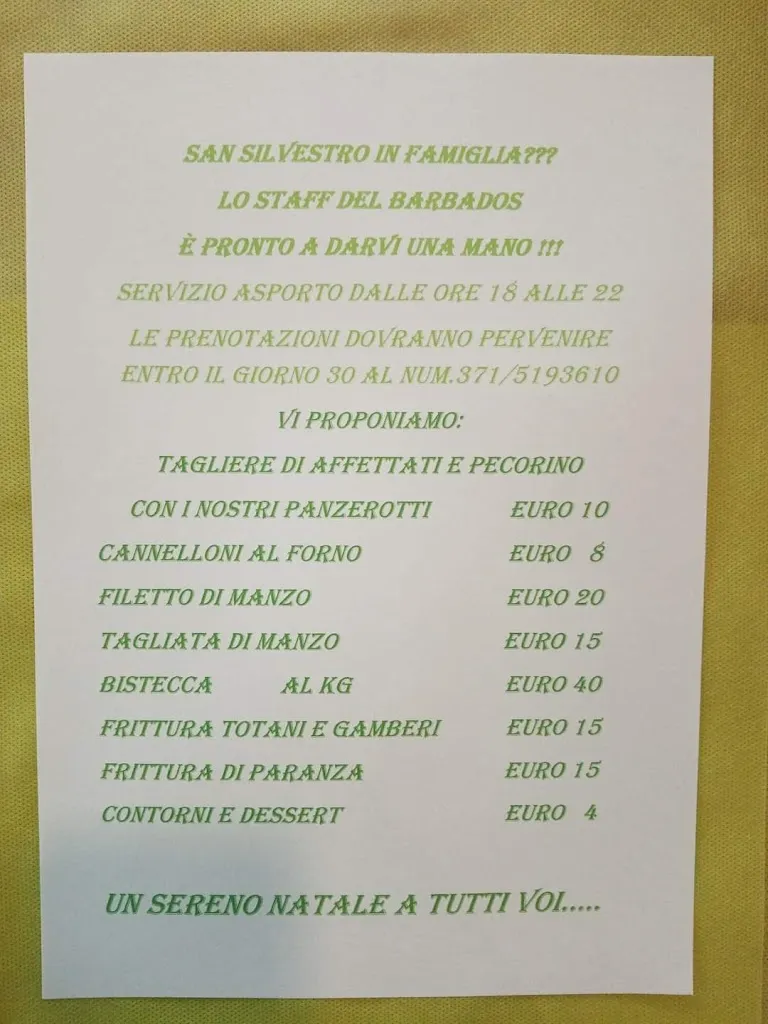 SAN SILVESTRO IN FAMIGLIA???
LO STAFF DEL BARBADOS
È PRONTO A DARVI UNA MANO !!!
SERVIZIO ASPORTO DALLE ORE 18 ALLE 22
LE PRENOTAZIONI DOVRANNO PERVENIRE
ENTRO IL GIORNO 30 AL NUM.371/5193610
VI PROPONIAMO:
TAGLIERE DI AFFETTATI E PECORINO
CON I NOSTRI PANZEROTTI EURO 10
CANNELLONI AL FORNO EURO 8
FILETTO DI MANZO EURO 20
TAGLIATA DI MANZO EURO 15
BISTECCA AL KG EURO 40
FRITTURA TOTANI E GAMBERI EURO 15
FRITTURA DI PARANZA EURO 15
CONTORNI E DESSERT EURO 4
UN SERENO NATALE A TUTTI VOI.....